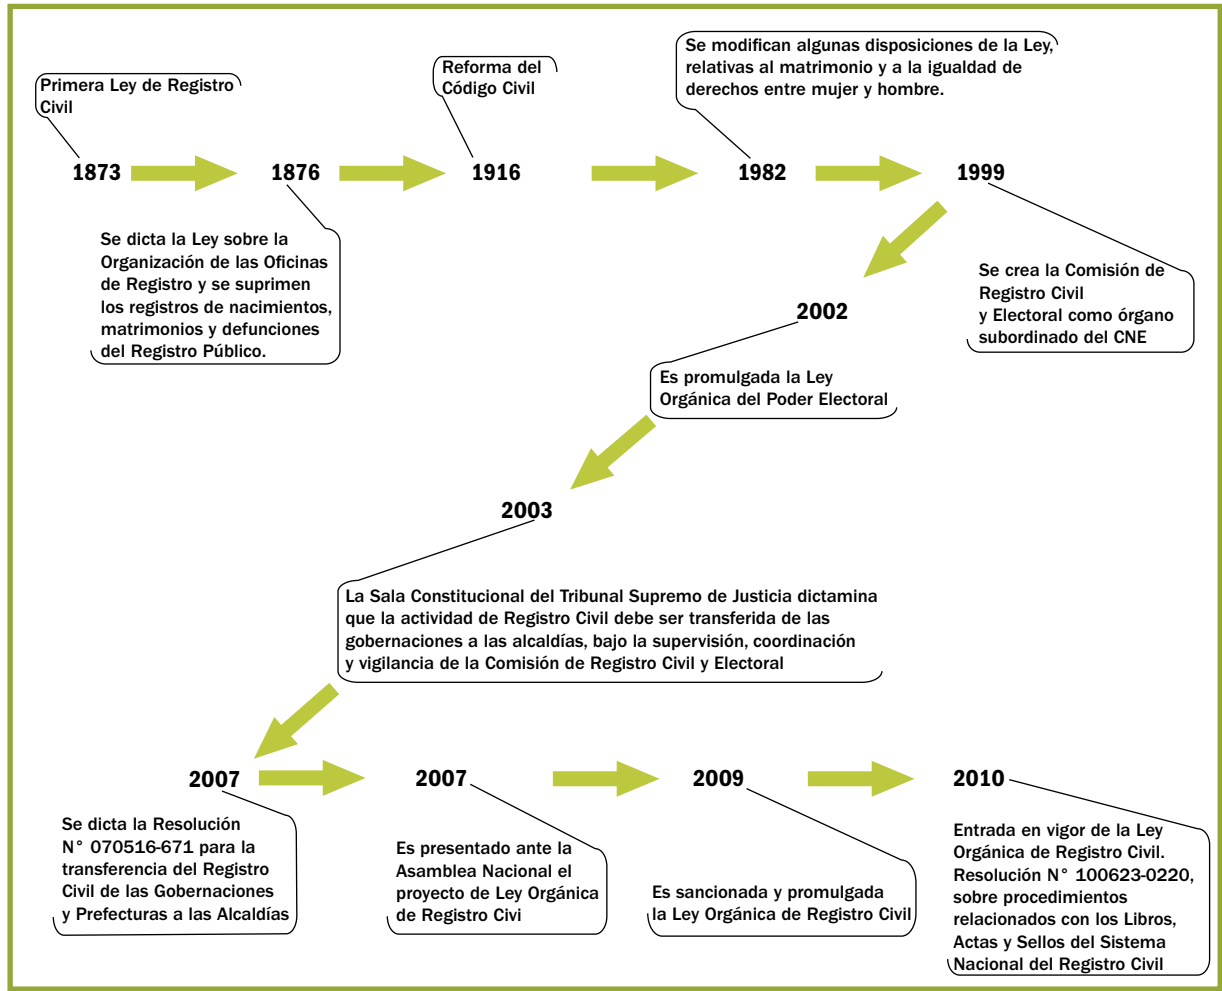 Primera Ley de Registro
Civil
1873
1876
Se dicta la Ley sobre la
Organización de las Oficinas
de Registro y se suprimen
los registros de nacimientos,
matrimonios y defunciones
del Registro Público.
Reforma del
Código Civil
1916
Se modifican algunas disposiciones de la Ley,
relativas al matrimonio y a la igualdad de
derechos entre mujer y hombre.
1982
1999
Se crea la Comisión de
Registro Civil
y Electoral como órgano
subordinado del CNE
2002
Es promulgada la Ley
Orgánica del Poder Electoral
2003
La Sala Constitucional del Tribunal Supremo de Justicia dictamina
que la actividad de Registro Civil debe ser transferida de las
gobernaciones a las alcaldías, bajo la supervisión, coordinación
y vigilancia de la Comisión de Registro Civil y Electoral
2007
Se dicta la Resolución
N° 070516-671 para la
transferencia del Registro
Civil de las Gobernaciones
y Prefecturas a las Alcaldías
2007
Es presentado ante la
Asamblea Nacional el
proyecto de Ley Orgánica
de Registro Civi
2009
Es sancionada y promulgada
la Ley Orgánica de Registro Civil
2010
Entrada en vigor de la Ley
Orgánica de Registro Civil.
Resolución N° 100623-0220,
sobre procedimientos
relacionados con los Libros,
Actas y Sellos del Sistema
Nacional del Registro Civil